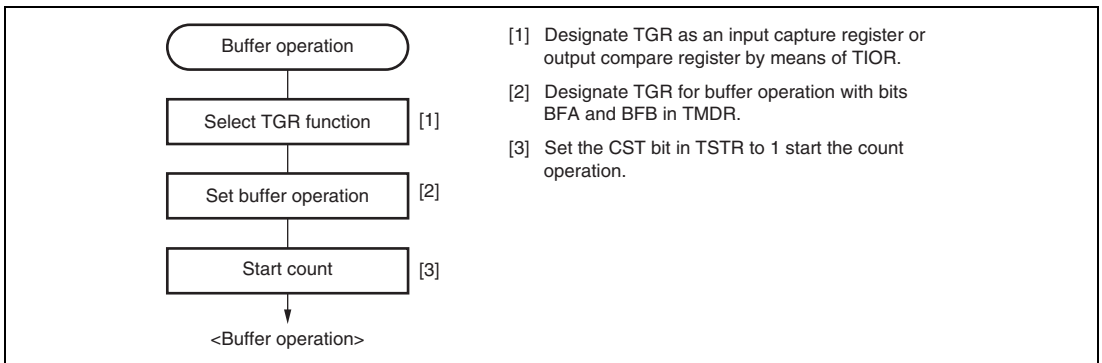 Buffer operation
Select TGR function
[1]
Set buffer operation
[2]
Start count
[3]
<Buffer operation>
[1] Designate TGR as an input capture register or
output compare register by means of TIOR.
[2] Designate TGR for buffer operation with bits
BFA and BFB in TMDR.
[3] Set the CST bit in TSTR to 1 start the count
operation.